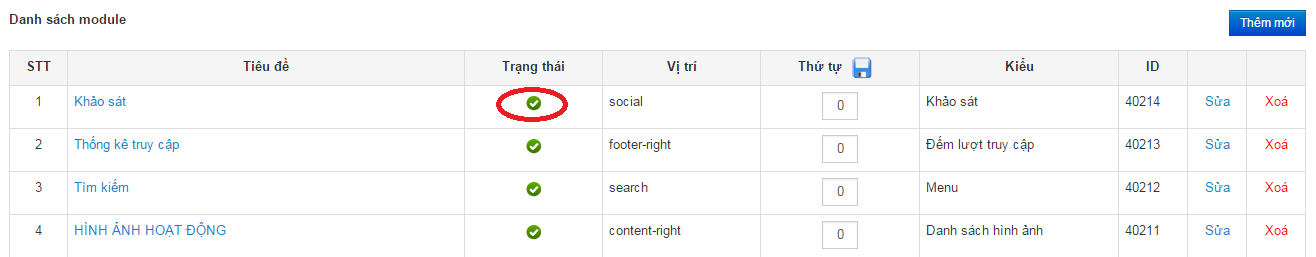 Danh sách module
Thêm mới
STT Tiêu đề Trạng thái Vị trí Thứ tự Kiểu ID
1 Khảo sát social 0 Khảo sát 40214 Sửa Xoá
2 Thống kê truy cập footer-right 0 Đếm lượt truy cập 40213 Sửa Xoá
3 Tìm kiếm search 0 Menu 40212 Sửa Xoá
4 HÌNH ẢNH HOẠT ĐỘNG content-right 0 Danh sách hình ảnh 40211 Sửa Xoá